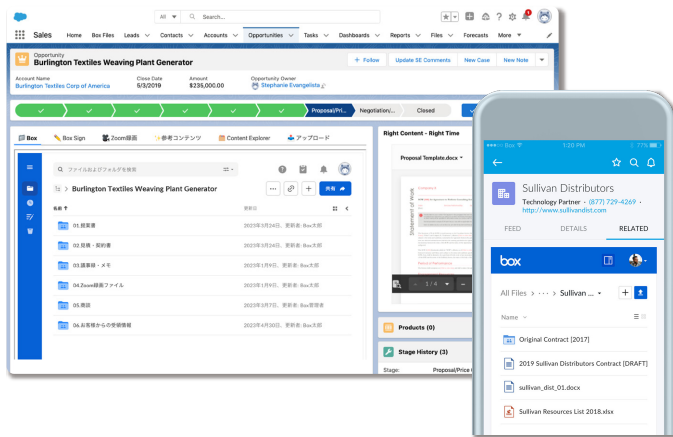 All
Search...
Sales Home Box Files Leads Contacts Accounts Opportunities Tasks Dashboards Reports Files Forecasts More
Opportunity
Burlington Textiles Weaving Plant Generator
+ Follow Update SE Comments New Case New Note
Account Name Close Date Amount Opportunity Owner
Burlington Textiles Corp of America 5/3/2019 $235,000.00 Stephanie Evangelista
Proposal/Pri... Negotiation/... Closed
Box Box Sign Zoom録画 参考コンテンツ Content Explorer アップロード
ファイルおよびフォルダを検索
Burlington Textiles Weaving Plant Generator
共有
名前 更新日
01.提案書 2023年3月24日、更新者: Box太郎
02.見積・契約書 2023年3月24日、更新者: Box太郎
03.議事録・メモ 2023年1月9日、更新者: Box太郎
04.Zoom録画ファイル 2023年1月9日、更新者: Box太郎
05.商談 2023年3月7日、更新者: Box管理者
06.お客様からの受領情報 2023年4月30日、更新者: Box太郎
Right Content - Right Time
Proposal Template.docx
Statement of Work
1/4
Products (0)
Stage History (3)
Stage: Proposal/Price
Box 1:20 PM 77%
Sullivan Distributors
Technology Partner · (877) 729-4269 ·
http://www.sullivandist.com
FEED DETAILS RELATED
box
All Files > · · · > Sullivan ...
Name
Original Contract [2017]
2019 Sullivan Distributors Contract [DRAFT]
sullivan_dist_01.docx
Sullivan Resources List 2018.xlsx